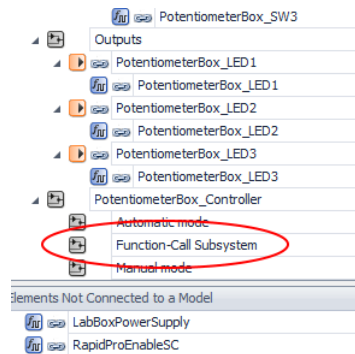 PotentiometerBox_SW3
Outputs
PotentiometerBox_LED1
PotentiometerBox_LED1
PotentiometerBox_LED2
PotentiometerBox_LED2
PotentiometerBox_LED3
PotentiometerBox_LED3
PotentiometerBox_Controller
Automatic mode
Function-Call Subsystem
Manual mode
Elements Not Connected to a Model
LabBoxPowerSupply
RapidProEnableSC